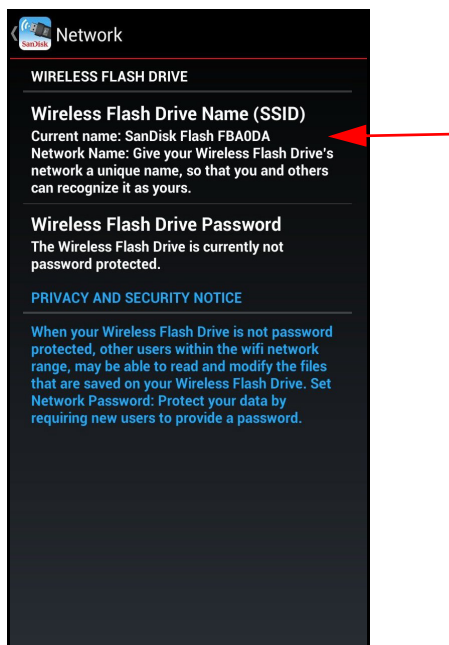 SanDisk
Network
WIRELESS FLASH DRIVE
Wireless Flash Drive Name (SSID)
Current name: SanDisk Flash FBA0DA
Network Name: Give your Wireless Flash Drive's
network a unique name, so that you and others
can recognize it as yours.
Wireless Flash Drive Password
The Wireless Flash Drive is currently not
password protected.
PRIVACY AND SECURITY NOTICE
When your Wireless Flash Drive is not password
protected, other users within the wifi network
range, may be able to read and modify the files
that are saved on your Wireless Flash Drive. Set
Network Password: Protect your data by
requiring new users to provide a password.